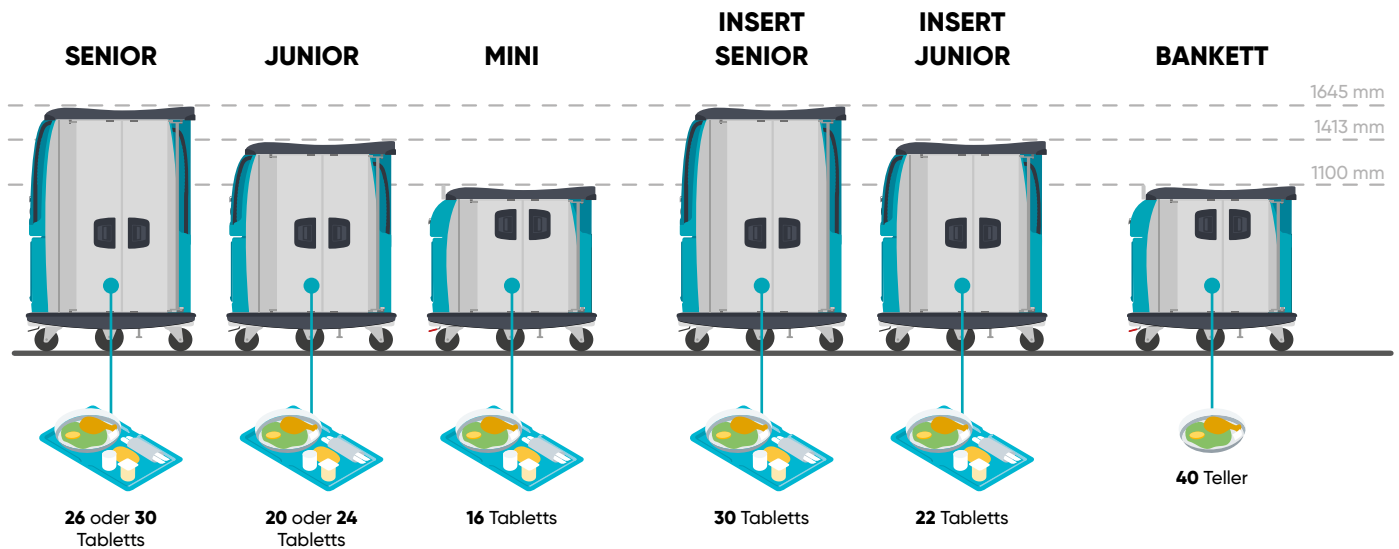 SENIOR
JUNIOR
MINI
INSERT
SENIOR
INSERT
JUNIOR
BANKETT
1645 mm
1413 mm
1100 mm
26 oder 30
Tabletts
20 oder 24
Tabletts
16 Tabletts
30 Tabletts
22 Tabletts
40 Teller